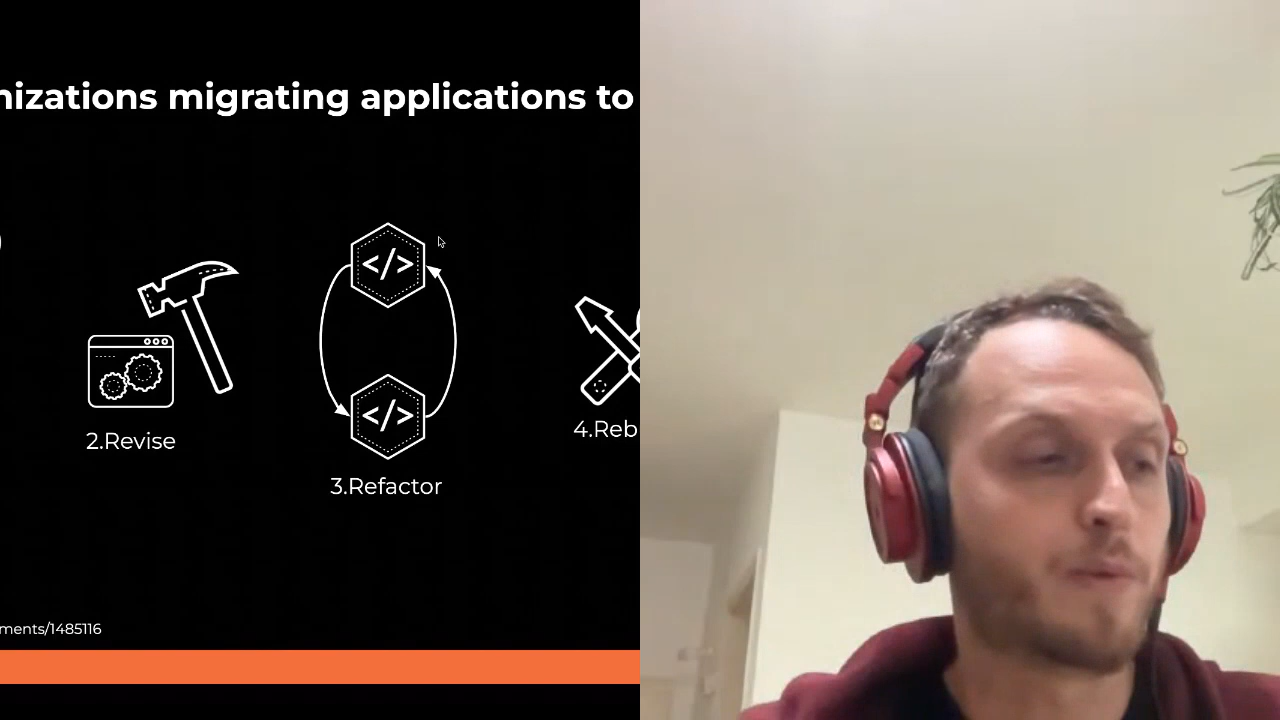 nizations migrating applications to
</>
</>
2.Revise
4.Reb
3.Refactor
ments/1485116